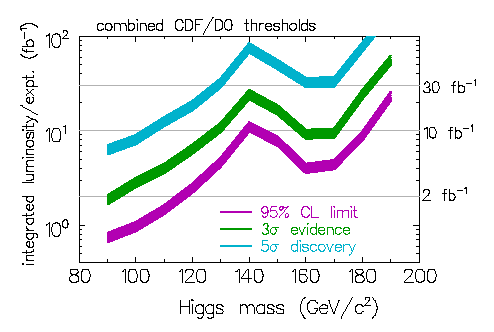 combined CDF/D0 thresholds
integrated luminosity/expt. (fb⁻¹)
10²
10¹
10⁰
30 fb⁻¹
10 fb⁻¹
2 fb⁻¹
95% CL limit
3σ evidence
5σ discovery
80 100 120 140 160 180 200
Higgs mass (GeV/c²)